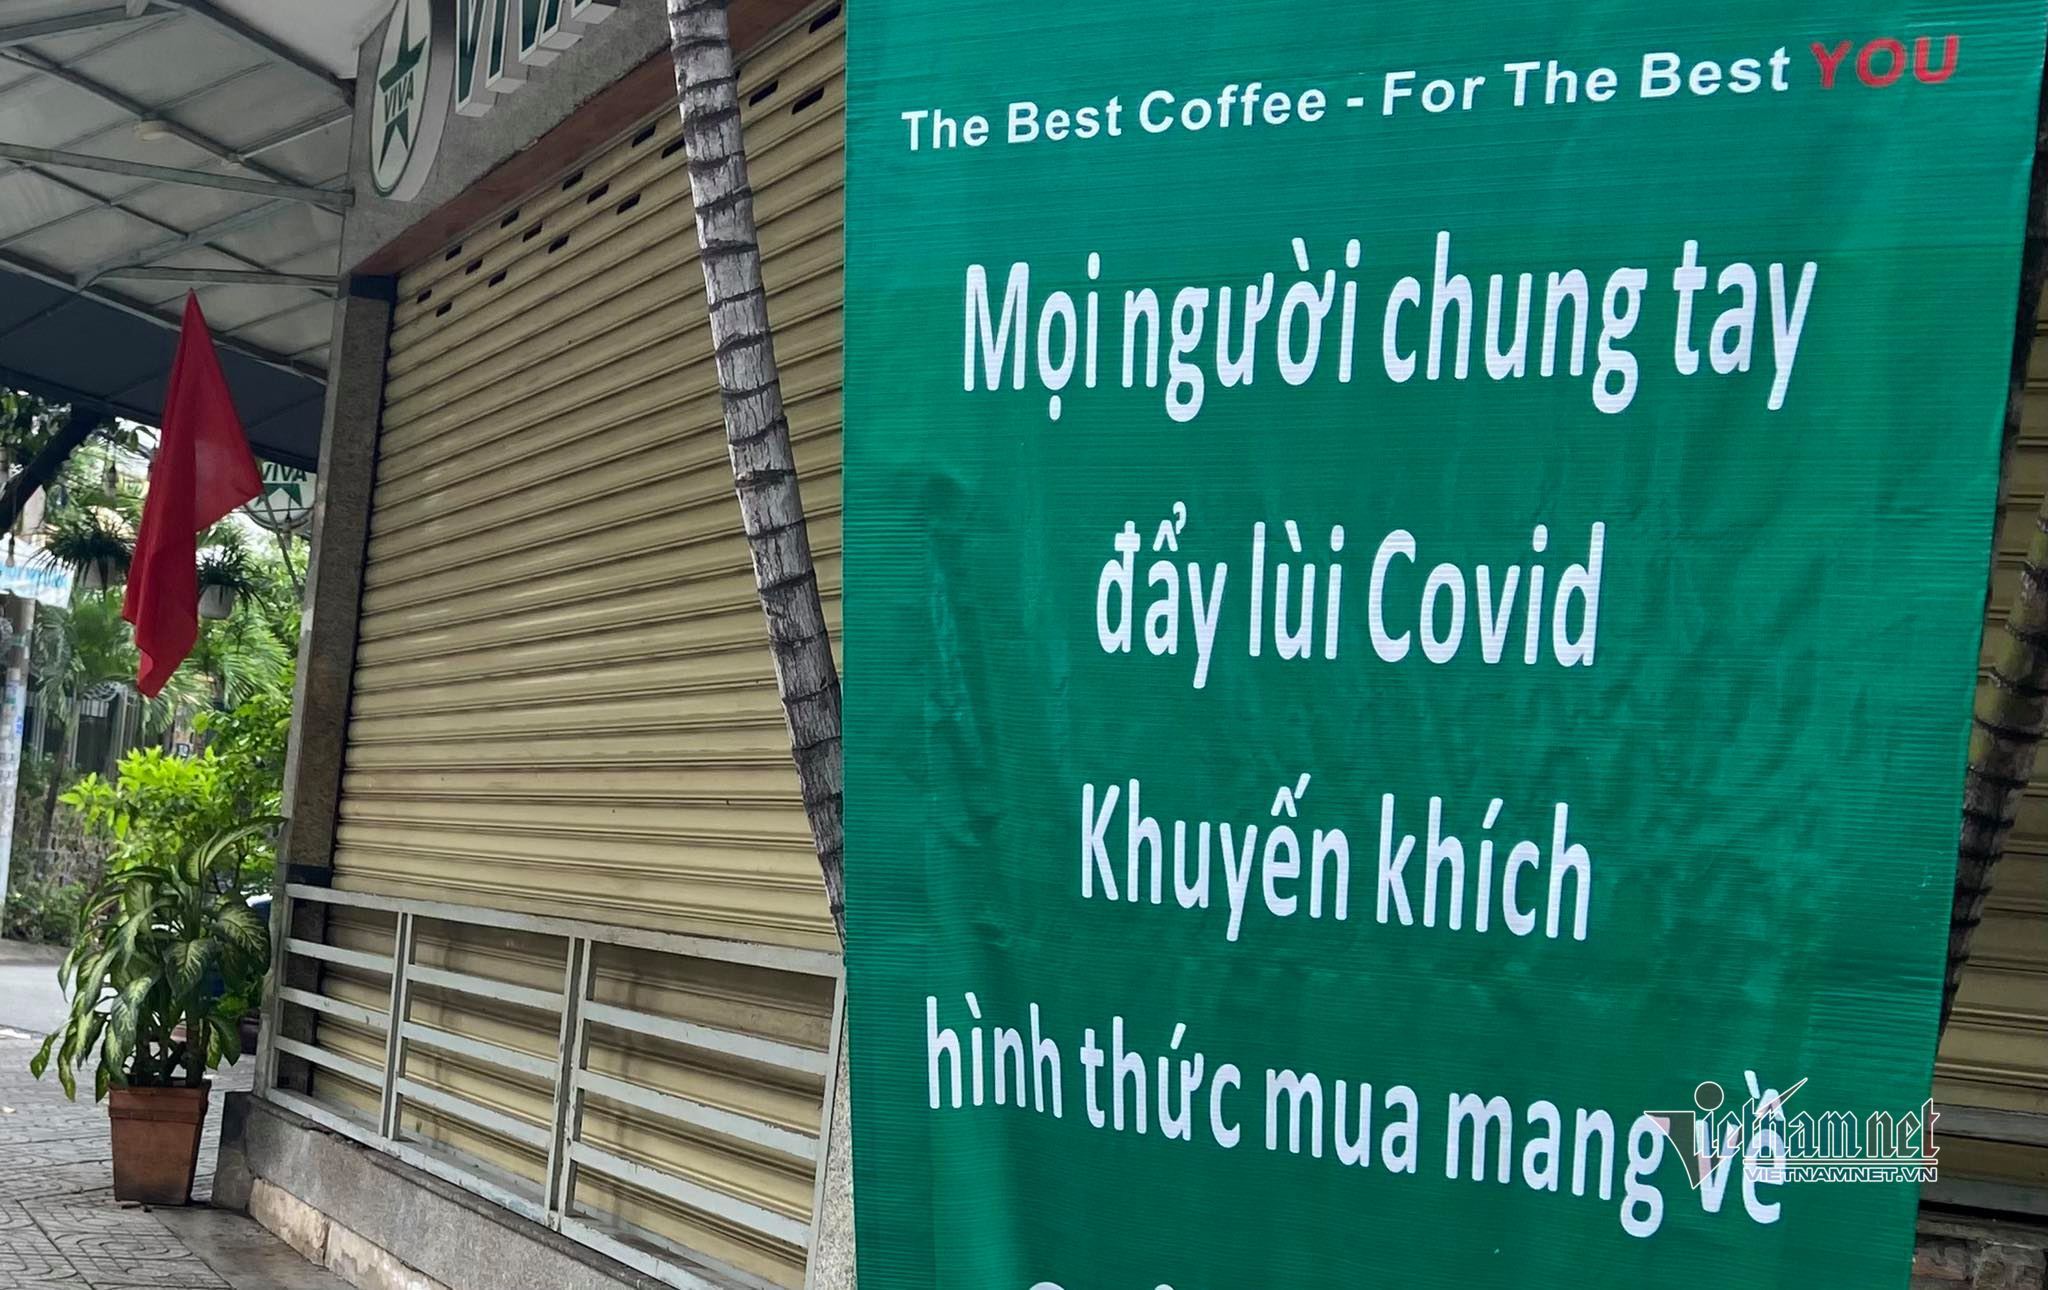 VIVA
VIVA
VIVA
The Best Coffee - For The Best YOU
Mọi người chung tay
đẩy lùi Covid
Khuyến khích
hình thức mua mang về
Vietnamnet
VIETNAMNET.VN